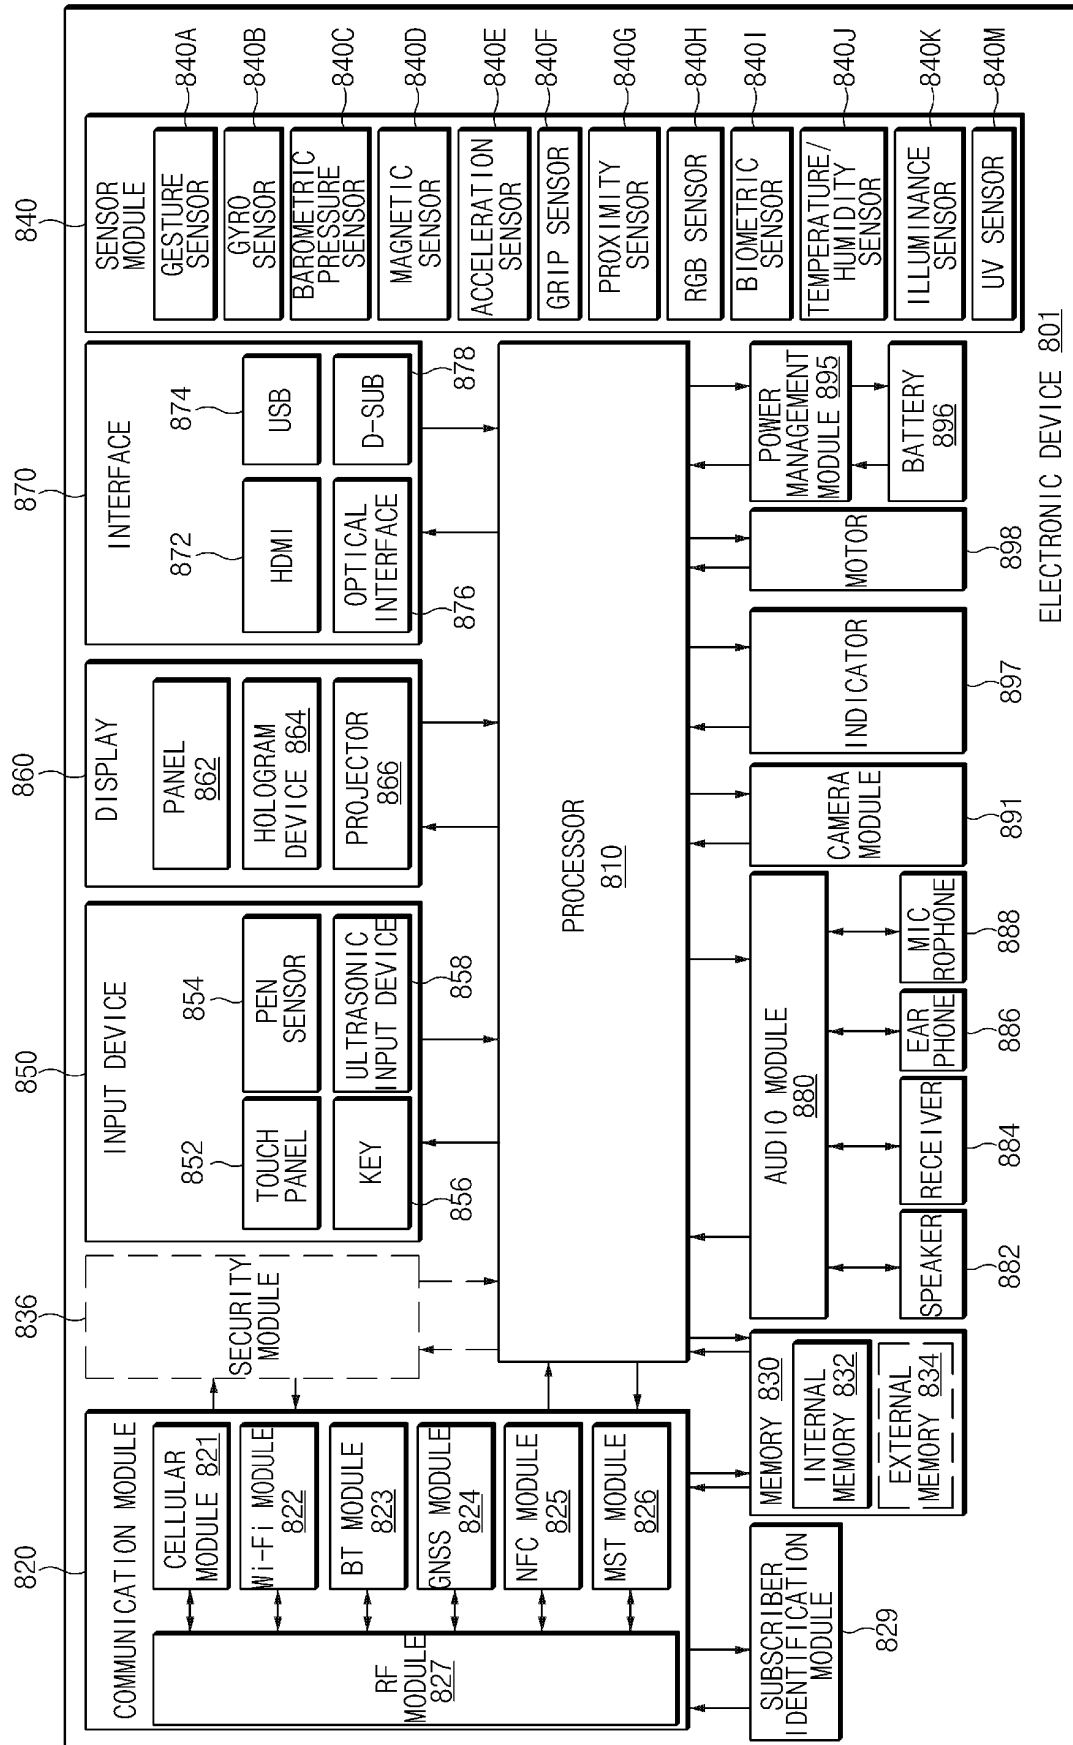 820
COMMUNICATION MODULE
RF
MODULE
827
CELLULAR
MODULE 821
Wi-Fi MODULE
822
BT MODULE
823
GNSS MODULE
824
NFC MODULE
825
MST MODULE
826
SUBSCRIBER
IDENTIFICATION
MODULE
829
836
SECURITY
MODULE
850
INPUT DEVICE
852
TOUCH
PANEL
854
PEN
SENSOR
KEY
856
ULTRASONIC
INPUT DEVICE
858
860
DISPLAY
PANEL
862
HOLOGRAM
DEVICE 864
PROJECTOR
866
870
INTERFACE
872
HDMI
874
USB
OPTICAL
INTERFACE
876
D-SUB
878
840
SENSOR
MODULE
GESTURE
SENSOR
840A
GYRO
SENSOR
840B
BAROMETRIC
PRESSURE
SENSOR
840C
MAGNETIC
SENSOR
840D
ACCELERATION
SENSOR
840E
GRIP SENSOR
840F
PROXIMITY
SENSOR
840G
RGB SENSOR
840H
BIOMETRIC
SENSOR
840I
TEMPERATURE/
HUMIDITY
SENSOR
840J
ILLUMINANCE
SENSOR
840K
UV SENSOR
840M
PROCESSOR
810
MEMORY 830
INTERNAL
MEMORY 832
EXTERNAL
MEMORY 834
AUDIO MODULE
880
SPEAKER
882
RECEIVER
884
EAR
PHONE
886
MIC
ROPHONE
888
CAMERA
MODULE
891
INDICATOR
897
MOTOR
898
POWER
MANAGEMENT
MODULE 895
BATTERY
896
ELECTRONIC DEVICE 801